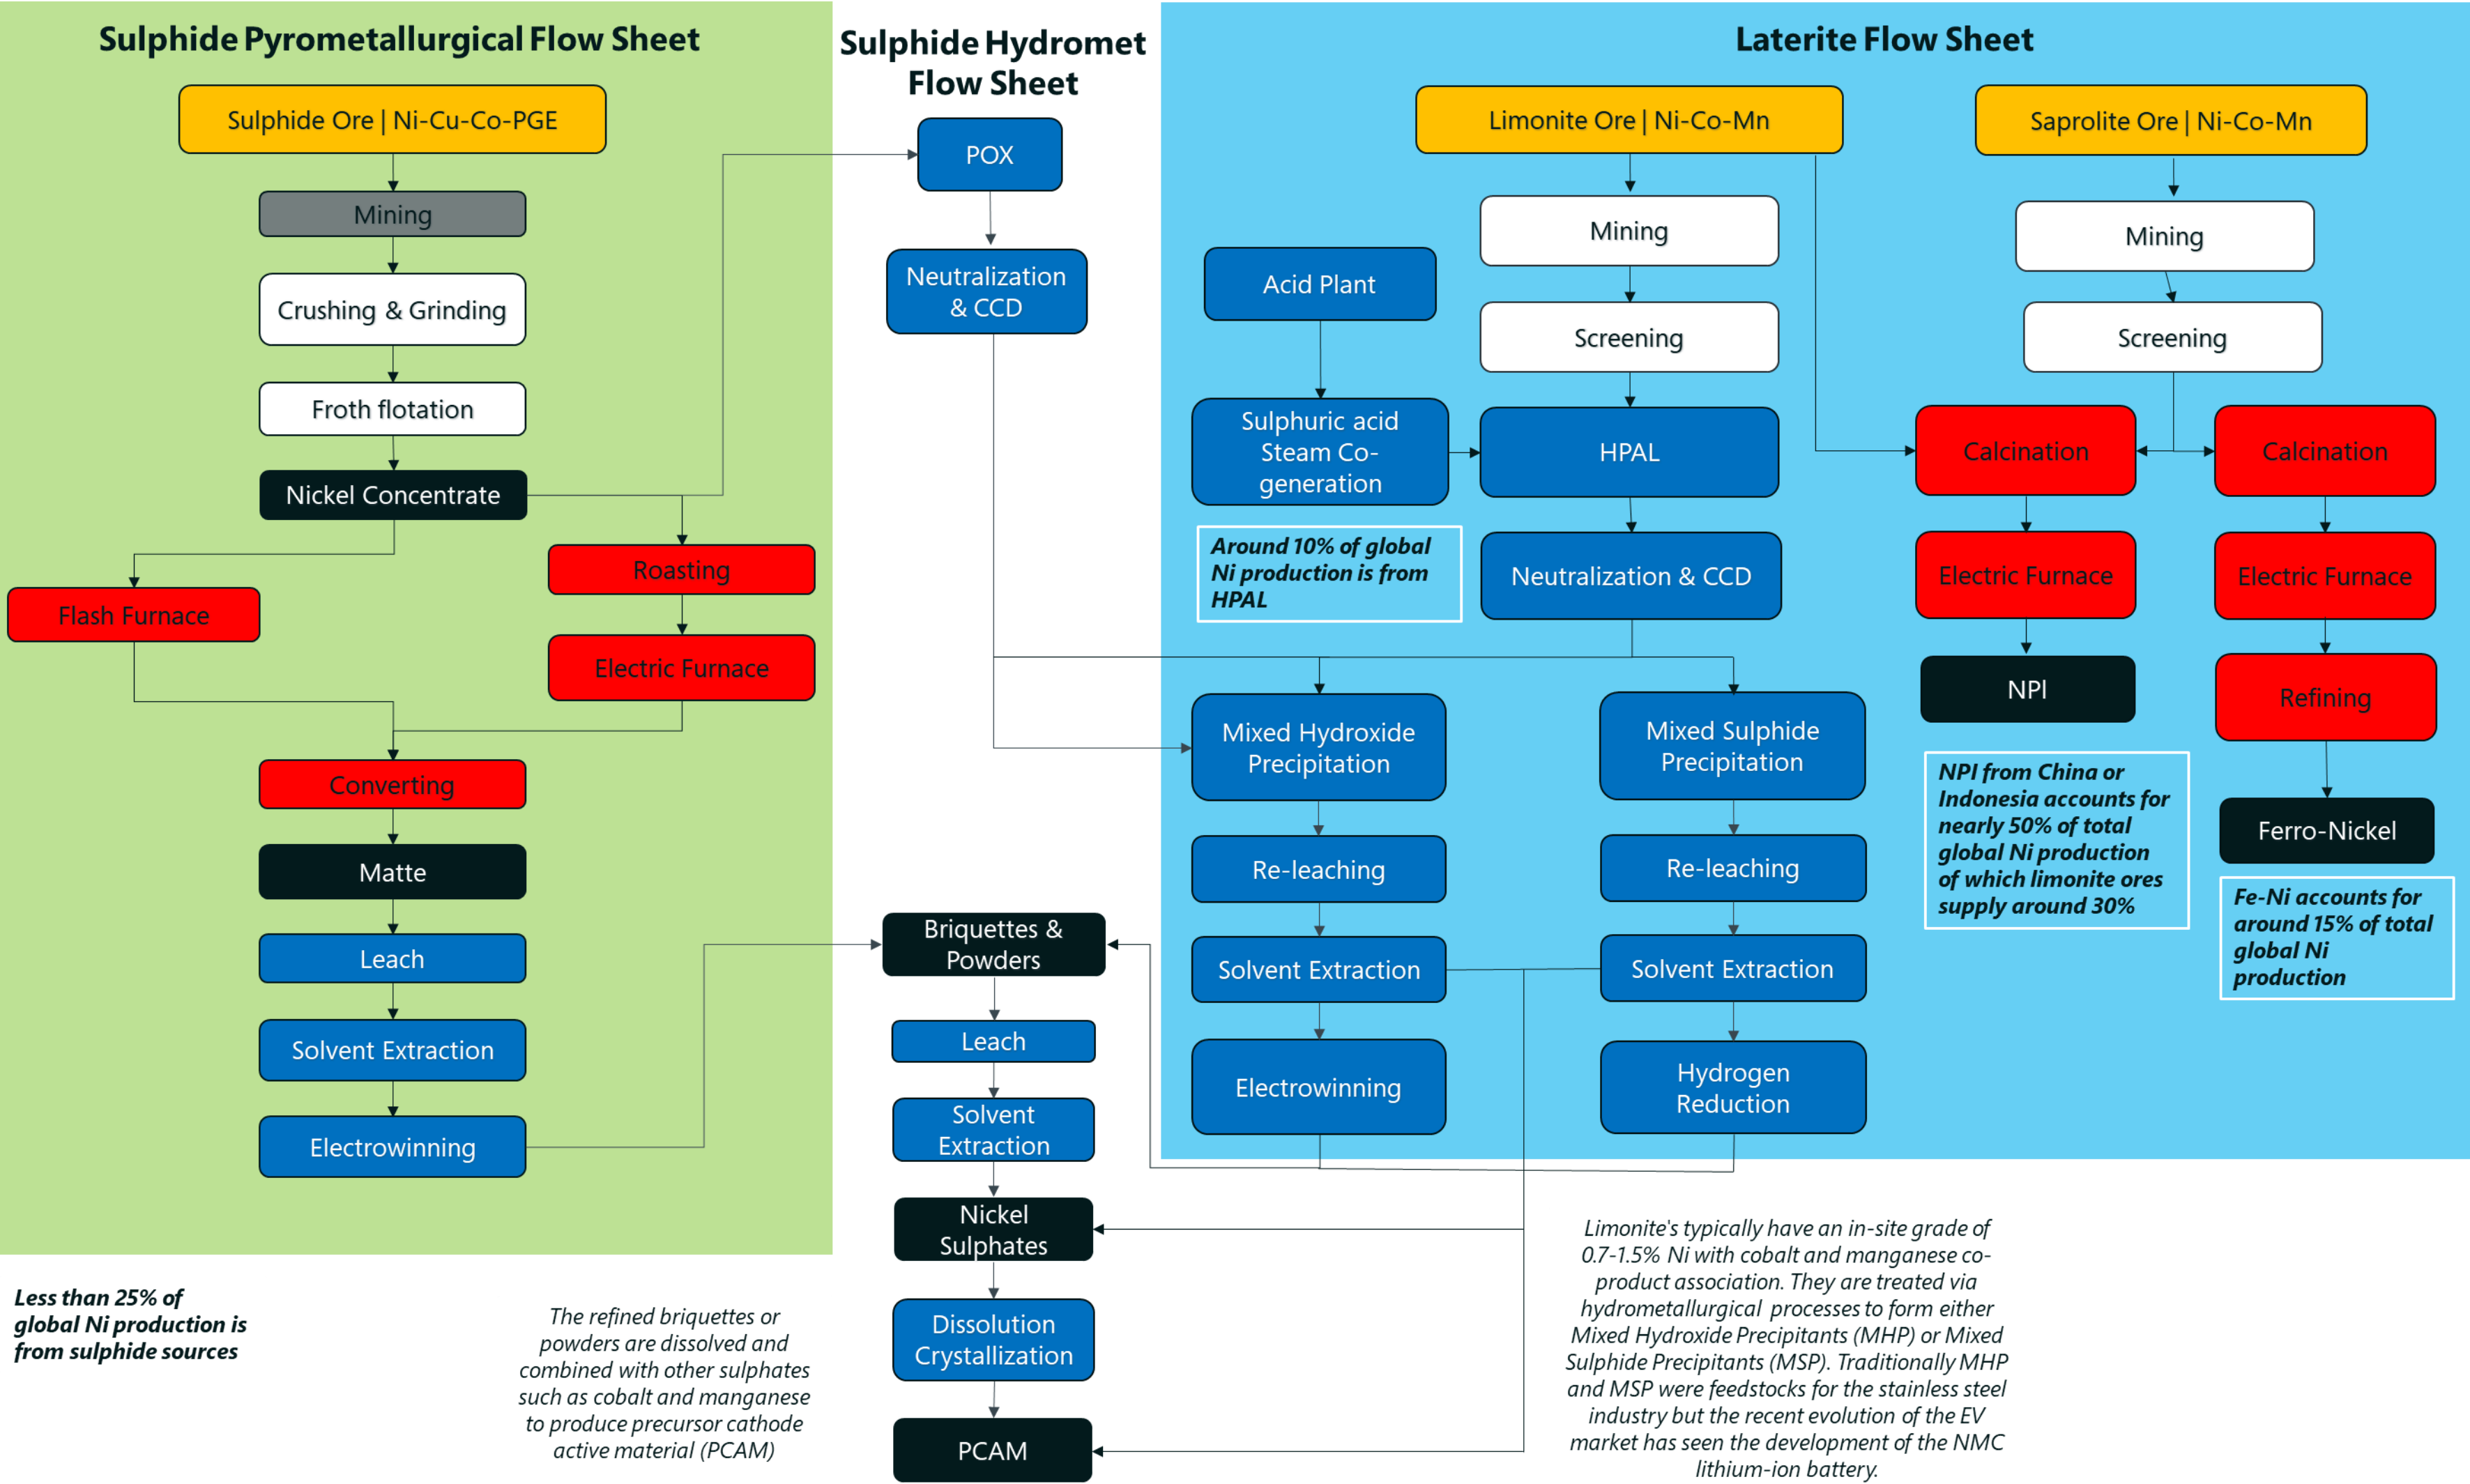 Sulphide Pyrometallurgical Flow Sheet
Sulphide Ore | Ni-Cu-Co-PGE
Mining
Crushing & Grinding
Froth flotation
Nickel Concentrate
Flash Furnace
Roasting
Electric Furnace
Converting
Matte
Leach
Solvent Extraction
Electrowinning
Less than 25% of
global Ni production is
from sulphide sources
Sulphide Hydromet
Flow Sheet
POX
Neutralization
& CCD
Briquettes &
Powders
Leach
Solvent
Extraction
Nickel
Sulphates
Dissolution
Crystallization
PCAM
The refined briquettes or
powders are dissolved and
combined with other sulphates
such as cobalt and manganese
to produce precursor cathode
active material (PCAM)
Laterite Flow Sheet
Limonite Ore | Ni-Co-Mn
Mining
Screening
Acid Plant
Sulphuric acid
Steam Co-
generation
HPAL
Around 10% of global
Ni production is from
HPAL
Neutralization & CCD
Mixed Hydroxide
Precipitation
Re-leaching
Solvent Extraction
Electrowinning
Mixed Sulphide
Precipitation
Re-leaching
Solvent Extraction
Hydrogen
Reduction
Saprolite Ore | Ni-Co-Mn
Mining
Screening
Calcination
Electric Furnace
NPl
NPI from China or
Indonesia accounts for
nearly 50% of total
global Ni production
of which limonite ores
supply around 30%
Calcination
Electric Furnace
Refining
Ferro-Nickel
Fe-Ni accounts for
around 15% of total
global Ni
production
Limonite's typically have an in-site grade of
0.7-1.5% Ni with cobalt and manganese co-
product association. They are treated via
hydrometallurgical processes to form either
Mixed Hydroxide Precipitants (MHP) or Mixed
Sulphide Precipitants (MSP). Traditionally MHP
and MSP were feedstocks for the stainless steel
industry but the recent evolution of the EV
market has seen the development of the NMC
lithium-ion battery.